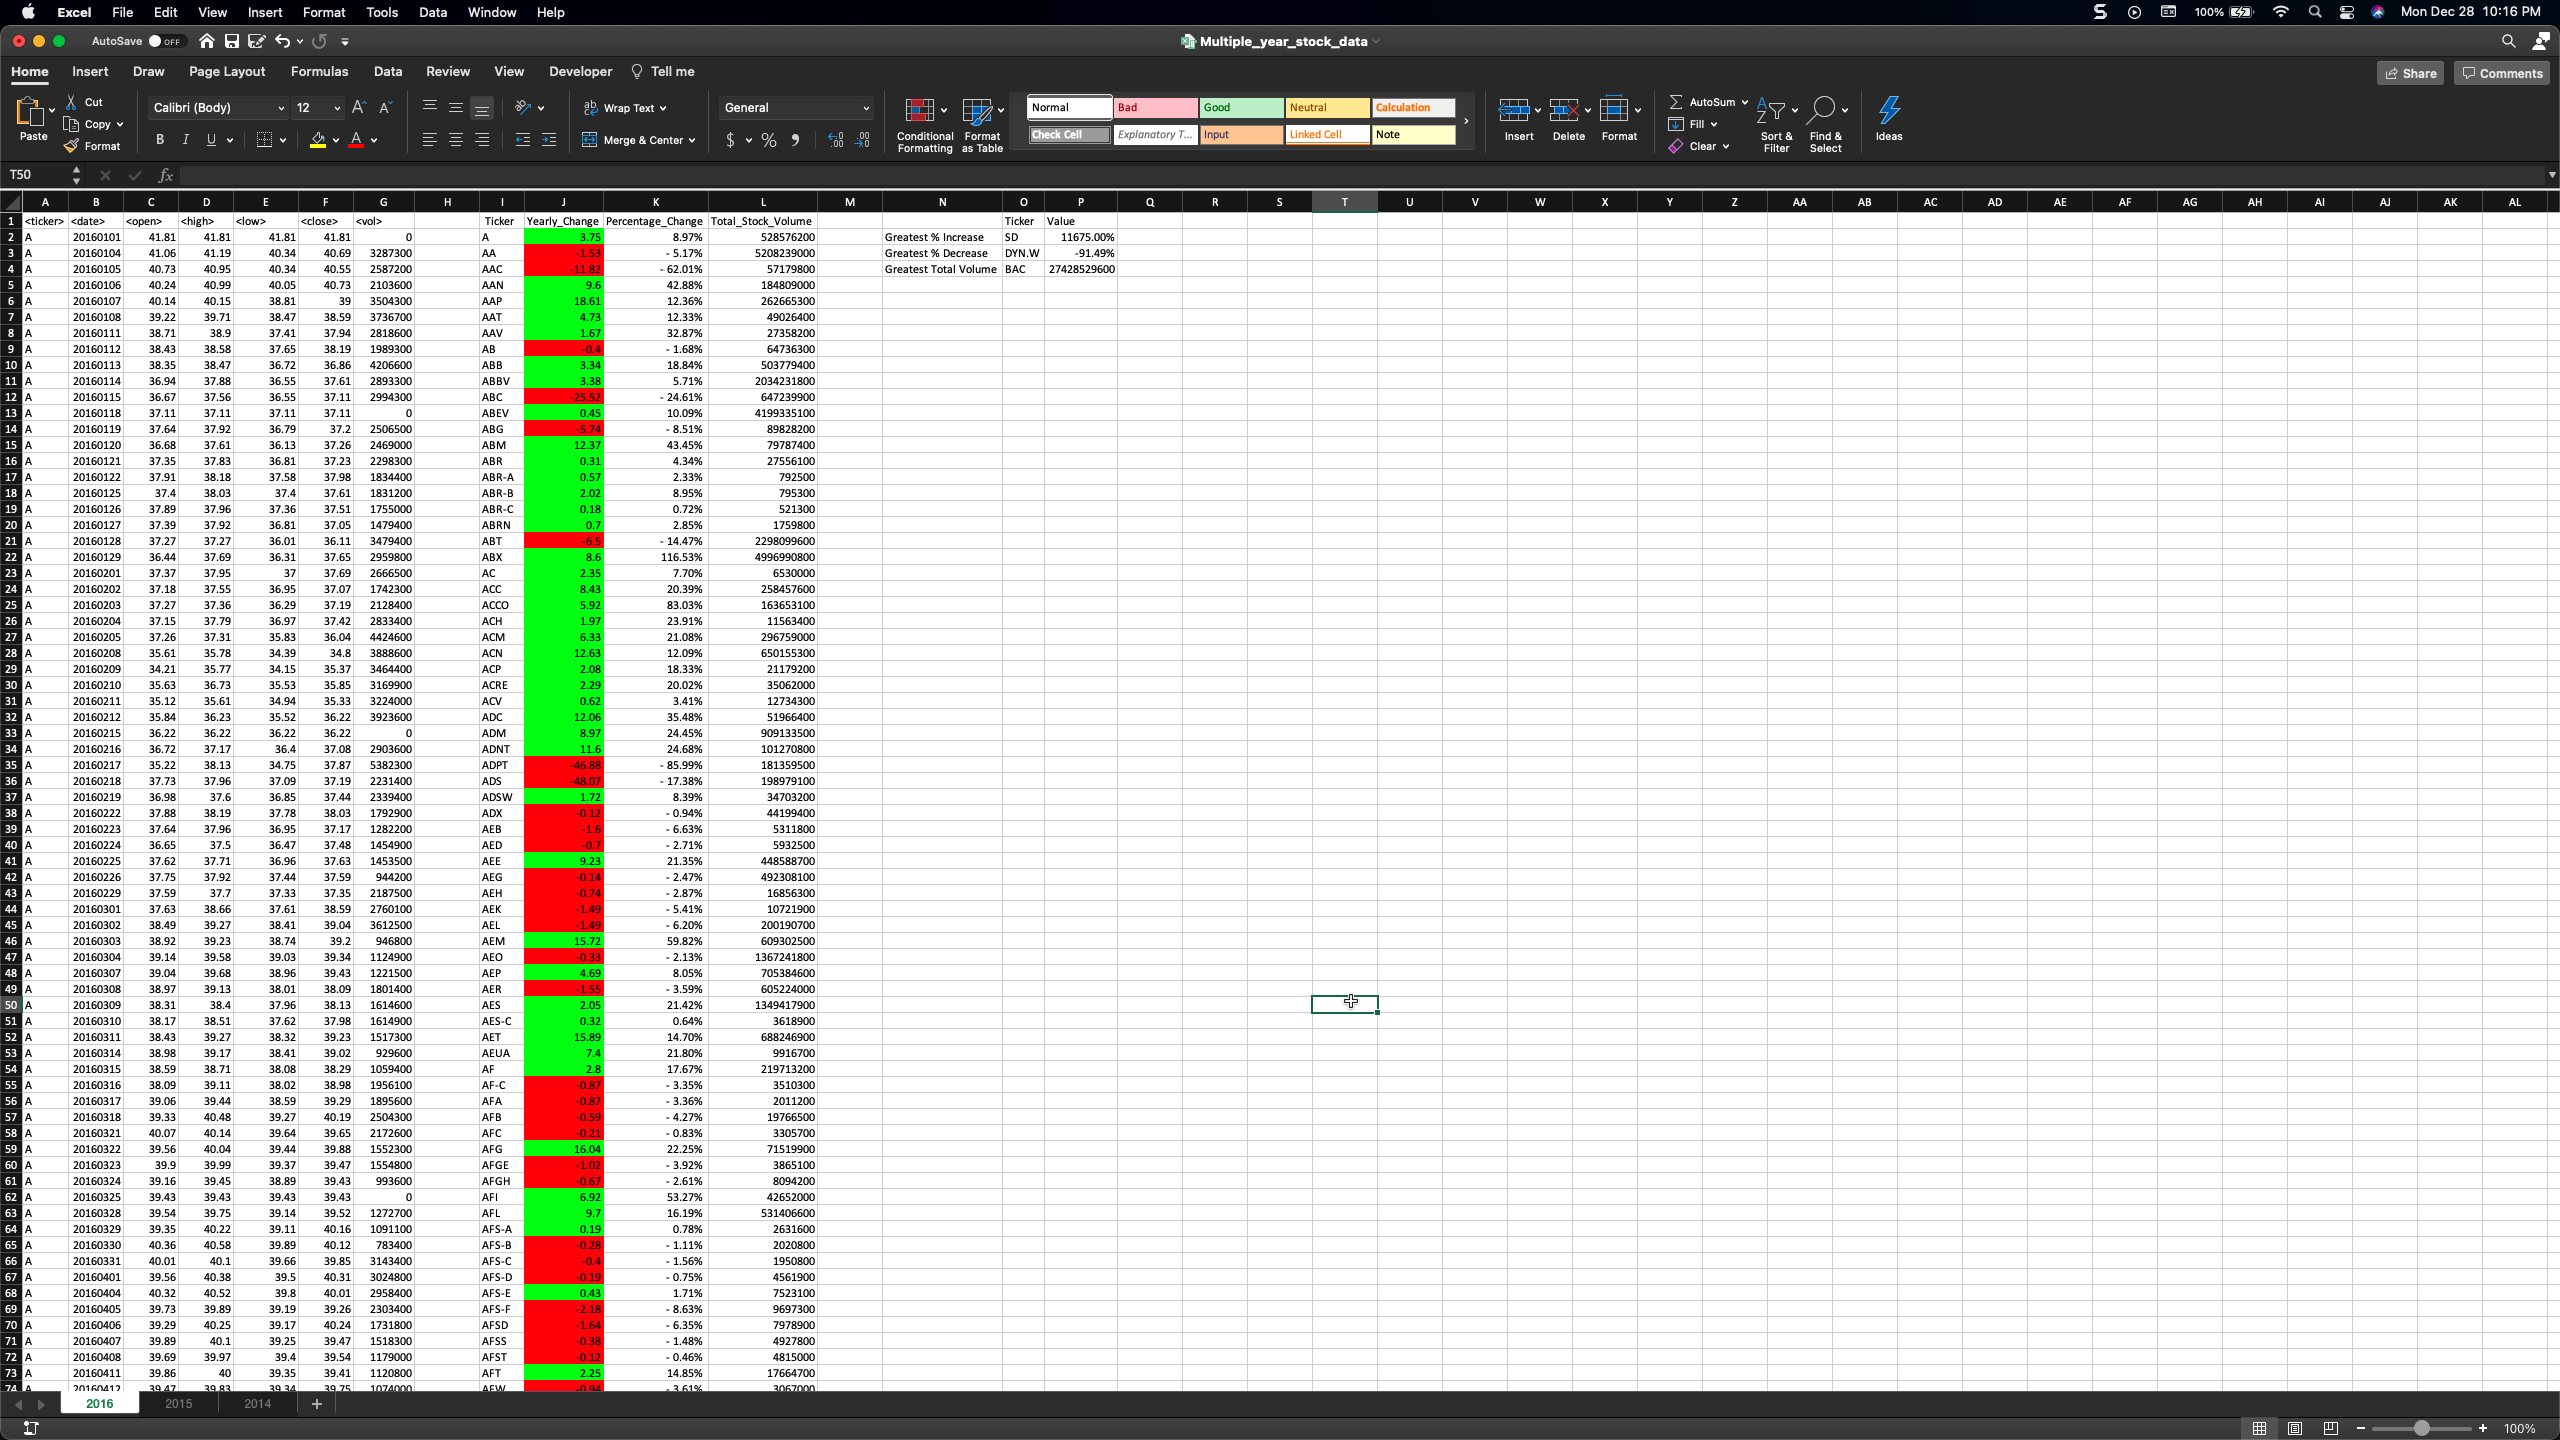 Excel File Edit View Insert Format Tools Data Window Help 100% Mon Dec 28 10:16 PM
AutoSave OFF Multiple_year_stock_data
Home Insert Draw Page Layout Formulas Data Review View Developer Tell me Share Comments
Paste Cut Copy Format Calibri (Body) 12 B I U Wrap Text Merge & Center General $ % Conditional Formatting Format as Table Normal Bad Good Neutral Calculation Check Cell Explanatory T... Input Linked Cell Note Insert Delete Format AutoSum Fill Clear Sort & Filter Find & Select Ideas
T50 fx
A B C D E F G H I J K L M N O P Q R S T U V W X Y Z AA AB AC AD AE AF AG AH AI AJ AK AL
1 <ticker> <date> <open> <high> <low> <close> <vol> Ticker Yearly_Change Percentage_Change Total_Stock_Volume Ticker Value
2 A 20160101 41.81 41.81 41.81 41.81 0 A 3.75 8.97% 528576200 Greatest % Increase SD 11675.00%
3 A 20160104 41.06 41.19 40.34 40.69 3287300 AA -1.53 - 5.17% 5208239000 Greatest % Decrease DYN.W -91.49%
4 A 20160105 40.73 40.95 40.34 40.55 2587200 AAC -11.82 - 62.01% 57179800 Greatest Total Volume BAC 27428529600
5 A 20160106 40.24 40.99 40.05 40.73 2103600 AAN 9.6 42.88% 184809000
6 A 20160107 40.14 40.15 38.81 39 3504300 AAP 18.61 12.36% 262665300
7 A 20160108 39.22 39.71 38.47 38.59 3736700 AAT 4.73 12.33% 49026400
8 A 20160111 38.71 38.9 37.41 37.94 2818600 AAV 1.67 32.87% 27358200
9 A 20160112 38.43 38.58 37.65 38.19 1989300 AB -0.4 - 1.68% 64736300
10 A 20160113 38.35 38.47 36.72 36.86 4206600 ABB 3.34 18.84% 503779400
11 A 20160114 36.94 37.88 36.55 37.61 2893300 ABBV 3.38 5.71% 2034231800
12 A 20160115 36.67 37.56 36.55 37.11 2994300 ABC -25.52 - 24.61% 647239900
13 A 20160118 37.11 37.11 37.11 37.11 0 ABEV 0.45 10.09% 4199335100
14 A 20160119 37.64 37.92 36.79 37.2 2506500 ABG -5.74 - 8.51% 89828200
15 A 20160120 36.68 37.61 36.13 37.26 2469000 ABM 12.37 43.45% 79787400
16 A 20160121 37.35 37.83 36.81 37.23 2298300 ABR 0.31 4.34% 27556100
17 A 20160122 37.91 38.18 37.58 37.98 1834400 ABR-A 0.57 2.33% 792500
18 A 20160125 37.4 38.03 37.4 37.61 1831200 ABR-B 2.02 8.95% 795300
19 A 20160126 37.89 37.96 37.36 37.51 1755000 ABR-C 0.18 0.72% 521300
20 A 20160127 37.39 37.92 36.81 37.05 1479400 ABRN 0.7 2.85% 1759800
21 A 20160128 37.27 37.27 36.01 36.11 3479400 ABT -6.5 - 14.47% 2298099600
22 A 20160129 36.44 37.69 36.31 37.65 2959800 ABX 8.6 116.53% 4996990800
23 A 20160201 37.37 37.95 37 37.69 2666500 AC 2.35 7.70% 6530000
24 A 20160202 37.18 37.55 36.95 37.07 1742300 ACC 8.43 20.39% 258457600
25 A 20160203 37.27 37.36 36.29 37.19 2128400 ACCO 5.92 83.03% 163653100
26 A 20160204 37.15 37.79 36.97 37.42 2833400 ACH 1.97 23.91% 11563400
27 A 20160205 37.26 37.31 35.83 36.04 4424600 ACM 6.33 21.08% 296759000
28 A 20160208 35.61 35.78 34.39 34.8 3888600 ACN 12.63 12.09% 650155300
29 A 20160209 34.21 35.77 34.15 35.37 3464400 ACP 2.08 18.33% 21179200
30 A 20160210 35.63 36.73 35.53 35.85 3169900 ACRE 2.29 20.02% 35062000
31 A 20160211 35.12 35.61 34.94 35.33 3224000 ACV 0.62 3.41% 12734300
32 A 20160212 35.84 36.23 35.52 36.22 3923600 ADC 12.06 35.48% 51966400
33 A 20160215 36.22 36.22 36.22 36.22 0 ADM 8.97 24.45% 909133500
34 A 20160216 36.72 37.17 36.4 37.08 2903600 ADNT 11.6 24.68% 101270800
35 A 20160217 35.22 38.13 34.75 37.87 5382300 ADPT -46.88 - 85.99% 181359500
36 A 20160218 37.73 37.96 37.09 37.19 2231400 ADS -48.07 - 17.38% 198979100
37 A 20160219 36.98 37.6 36.85 37.44 2339400 ADSW 1.72 8.39% 34703200
38 A 20160222 37.88 38.19 37.78 38.03 1792900 ADX -0.12 - 0.94% 44199400
39 A 20160223 37.64 37.96 36.95 37.17 1282200 AEB -1.6 - 6.63% 5311800
40 A 20160224 36.65 37.5 36.47 37.48 1454900 AED -0.7 - 2.71% 5932500
41 A 20160225 37.62 37.71 36.96 37.63 1453500 AEE 9.23 21.35% 448588700
42 A 20160226 37.75 37.92 37.44 37.59 944200 AEG -0.14 - 2.47% 492308100
43 A 20160229 37.59 37.7 37.33 37.35 2187500 AEH -0.74 - 2.87% 16856300
44 A 20160301 37.63 38.66 37.61 38.59 2760100 AEK -1.49 - 5.41% 10721900
45 A 20160302 38.49 39.27 38.41 39.04 3612500 AEL -1.49 - 6.20% 200190700
46 A 20160303 38.92 39.23 38.74 39.2 946800 AEM 15.72 59.82% 609302500
47 A 20160304 39.14 39.58 39.03 39.34 1124900 AEO -0.33 - 2.13% 1367241800
48 A 20160307 39.04 39.68 38.96 39.43 1221500 AEP 4.69 8.05% 705384600
49 A 20160308 38.97 39.13 38.01 38.09 1801400 AER -1.55 - 3.59% 605224000
50 A 20160309 38.31 38.4 37.96 38.13 1614600 AES 2.05 21.42% 1349417900
51 A 20160310 38.17 38.51 37.62 37.98 1614900 AES-C 0.32 0.64% 3618900
52 A 20160311 38.43 39.27 38.32 39.23 1517300 AET 15.89 14.70% 688246900
53 A 20160314 38.98 39.17 38.41 39.02 929600 AEUA 7.4 21.80% 9916700
54 A 20160315 38.59 38.71 38.08 38.29 1059400 AF 2.8 17.67% 219713200
55 A 20160316 38.09 39.11 38.02 38.98 1956100 AF-C -0.87 - 3.35% 3510300
56 A 20160317 39.06 39.44 38.59 39.29 1895600 AFA -0.87 - 3.36% 2011200
57 A 20160318 39.33 40.48 39.27 40.19 2504300 AFB -0.59 - 4.27% 19766500
58 A 20160321 40.07 40.14 39.64 39.65 2172600 AFC -0.21 - 0.83% 3305700
59 A 20160322 39.56 40.04 39.44 39.88 1552300 AFG 16.04 22.25% 71519900
60 A 20160323 39.9 39.99 39.37 39.47 1554800 AFGE -1.02 - 3.92% 3865100
61 A 20160324 39.16 39.45 38.89 39.43 993600 AFGH -0.67 - 2.61% 8094200
62 A 20160325 39.43 39.43 39.43 39.43 0 AFI 6.92 53.27% 42652000
63 A 20160328 39.54 39.75 39.14 39.52 1272700 AFL 9.7 16.19% 531406600
64 A 20160329 39.35 40.22 39.11 40.16 1091100 AFS-A 0.19 0.78% 2631600
65 A 20160330 40.36 40.58 39.89 40.12 783400 AFS-B -0.28 - 1.11% 2020800
66 A 20160331 40.01 40.1 39.66 39.85 3143400 AFS-C -0.4 - 1.56% 1950800
67 A 20160401 39.56 40.38 39.5 40.31 3024800 AFS-D -0.19 - 0.75% 4561900
68 A 20160404 40.32 40.52 39.8 40.01 2958400 AFS-E 0.43 1.71% 7523100
69 A 20160405 39.73 39.89 39.19 39.26 2303400 AFS-F -2.18 - 8.63% 9697300
70 A 20160406 39.29 40.25 39.17 40.24 1731800 AFSD -1.64 - 6.35% 7978900
71 A 20160407 39.89 40.1 39.25 39.47 1518300 AFSS -0.38 - 1.48% 4927800
72 A 20160408 39.69 39.97 39.4 39.54 1179000 AFST -0.12 - 0.46% 4815000
73 A 20160411 39.86 40 39.35 39.41 1120800 AFT 2.25 14.85% 17664700
74 A 20160412 39.47 39.83 39.34 39.75 1074000 AFW -0.94 - 3.61% 3067000
2016 2015 2014 +
100%